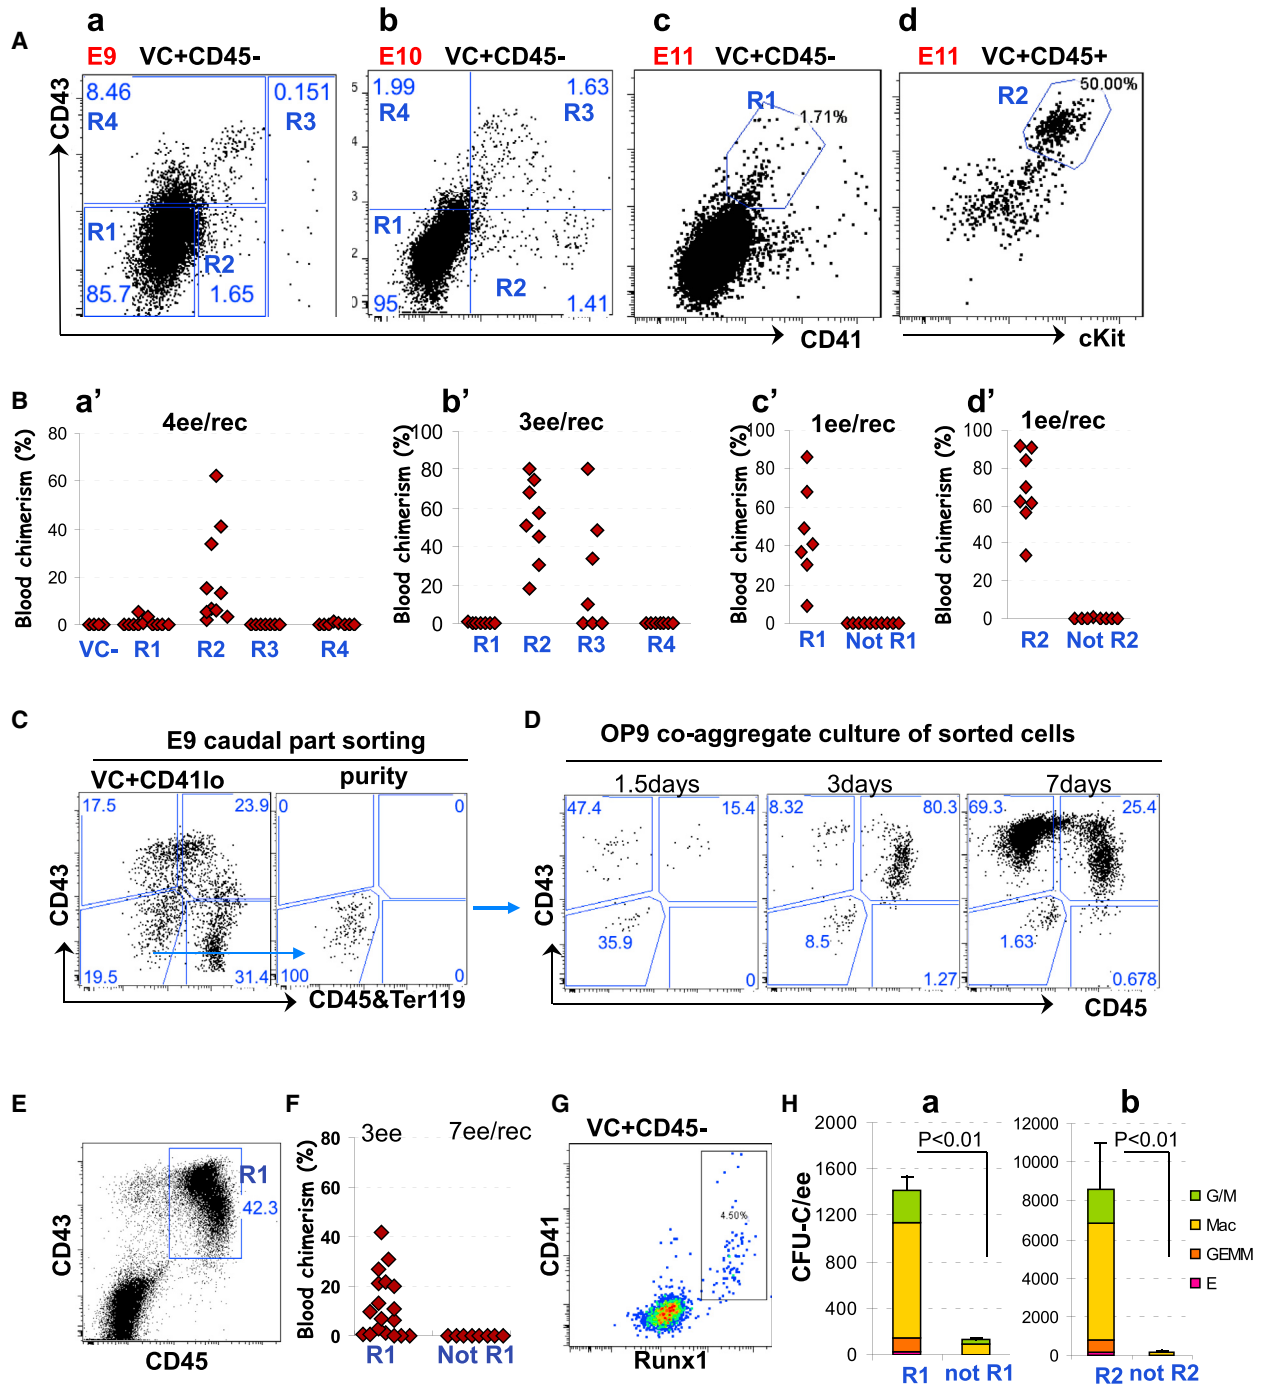 A
a
b
c
d
E9 VC+CD45-
E10 VC+CD45-
E11 VC+CD45-
E11 VC+CD45+
CD43
8.46
R4
0.151
R3
R1
R2
85.7
1.65
5
4
3
2
0
1.99
R4
1.63
R3
R1
R2
95
1.41
R1
1.71%
R2
50.00%
CD41
cKit
B
a’
b’
c’
d’
4ee/rec
3ee/rec
1ee/rec
1ee/rec
Blood chimerism (%)
80
60
40
20
0
VC- R1 R2 R3 R4
Blood chimerism (%)
100
80
60
40
20
0
R1 R2 R3 R4
Blood chimerism (%)
100
80
60
40
20
0
R1 Not R1
Blood chimerism (%)
100
80
60
40
20
0
R2 Not R2
C
E9 caudal part sorting
VC+CD41lo
purity
17.5
23.9
19.5
31.4
0
0
100
0
CD43
CD45&Ter119
D
OP9 co-aggregate culture of sorted cells
1.5days
3days
7days
47.4
15.4
35.9
0
8.32
80.3
8.5
1.27
69.3
25.4
1.63
0.678
CD43
CD45
E
R1
42.3
CD43
CD45
F
3ee
7ee/rec
Blood chimerism (%)
80
60
40
20
0
R1 Not R1
G
VC+CD45-
4.50%
CD41
Runx1
H
a
b
CFU-C/ee
2000
1600
1200
800
400
0
P<0.01
R1 not R1
12000
10000
8000
6000
4000
2000
0
P<0.01
R2 not R2
G/M
Mac
GEMM
E